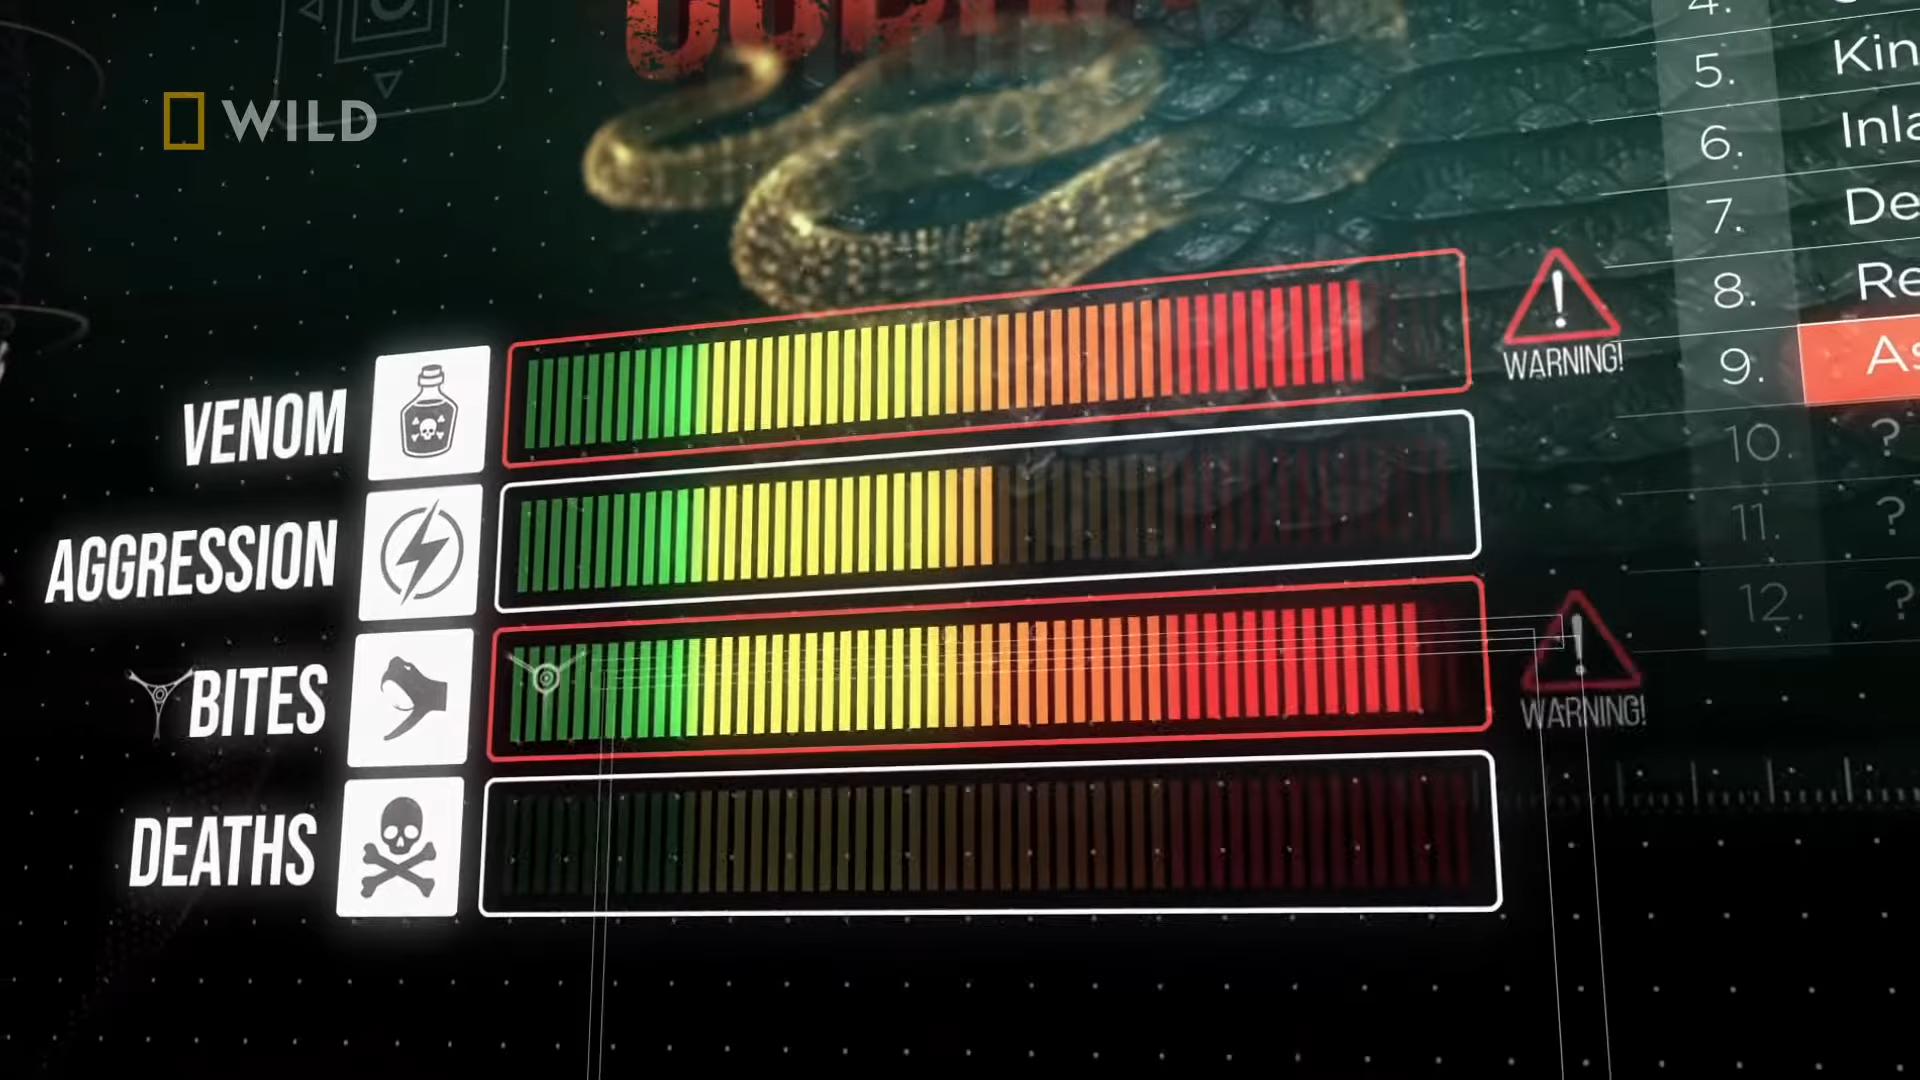 WILD
VENOM
AGGRESSION
BITES
DEATHS
WARNING!
WARNING!
4.
5. Kin
6. Inla
7. De
8. Re
9. As
10. ?
11. ?
12. ?